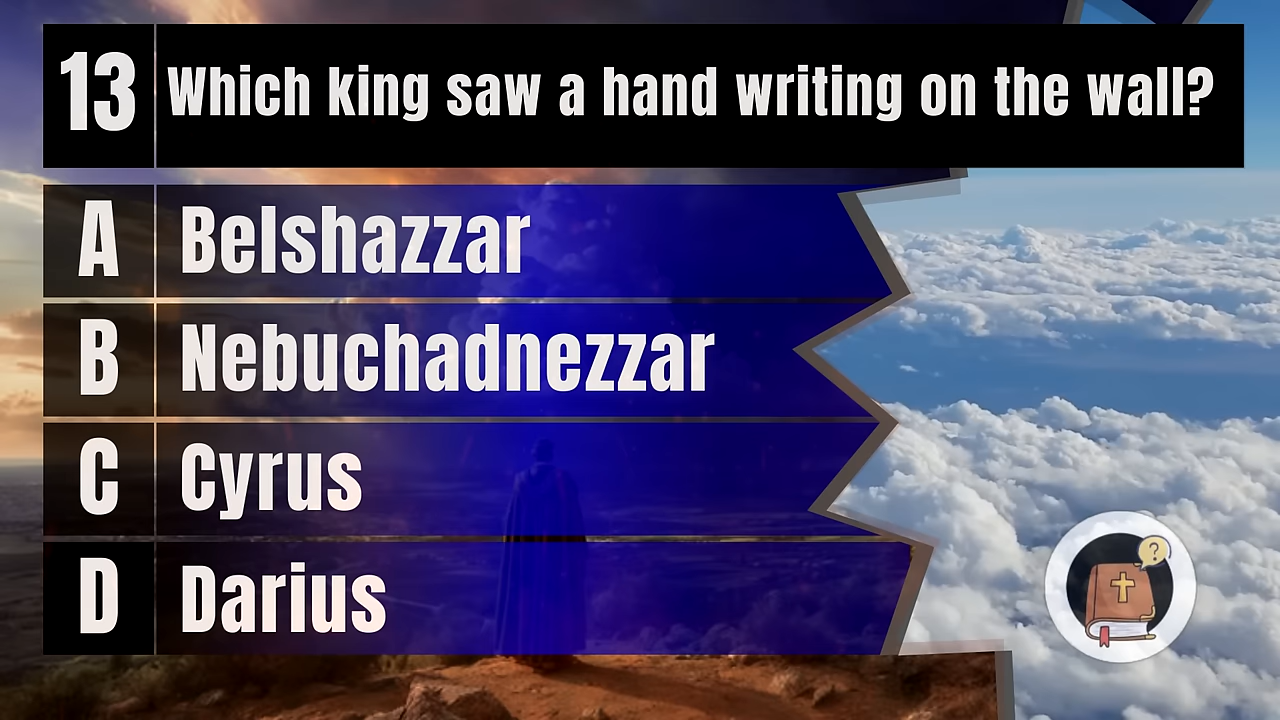 13 Which king saw a hand writing on the wall?
A Belshazzar
B Nebuchadnezzar
C Cyrus
D Darius
?